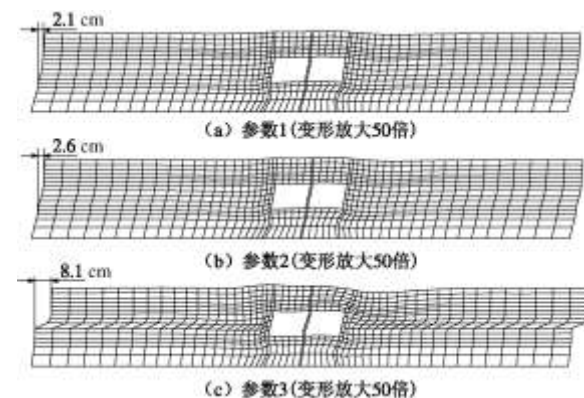 2.1 cm
(a) 参数1(变形放大50倍)
2.6 cm
(b) 参数2(变形放大50倍)
8.1 cm
(c) 参数3(变形放大50倍)